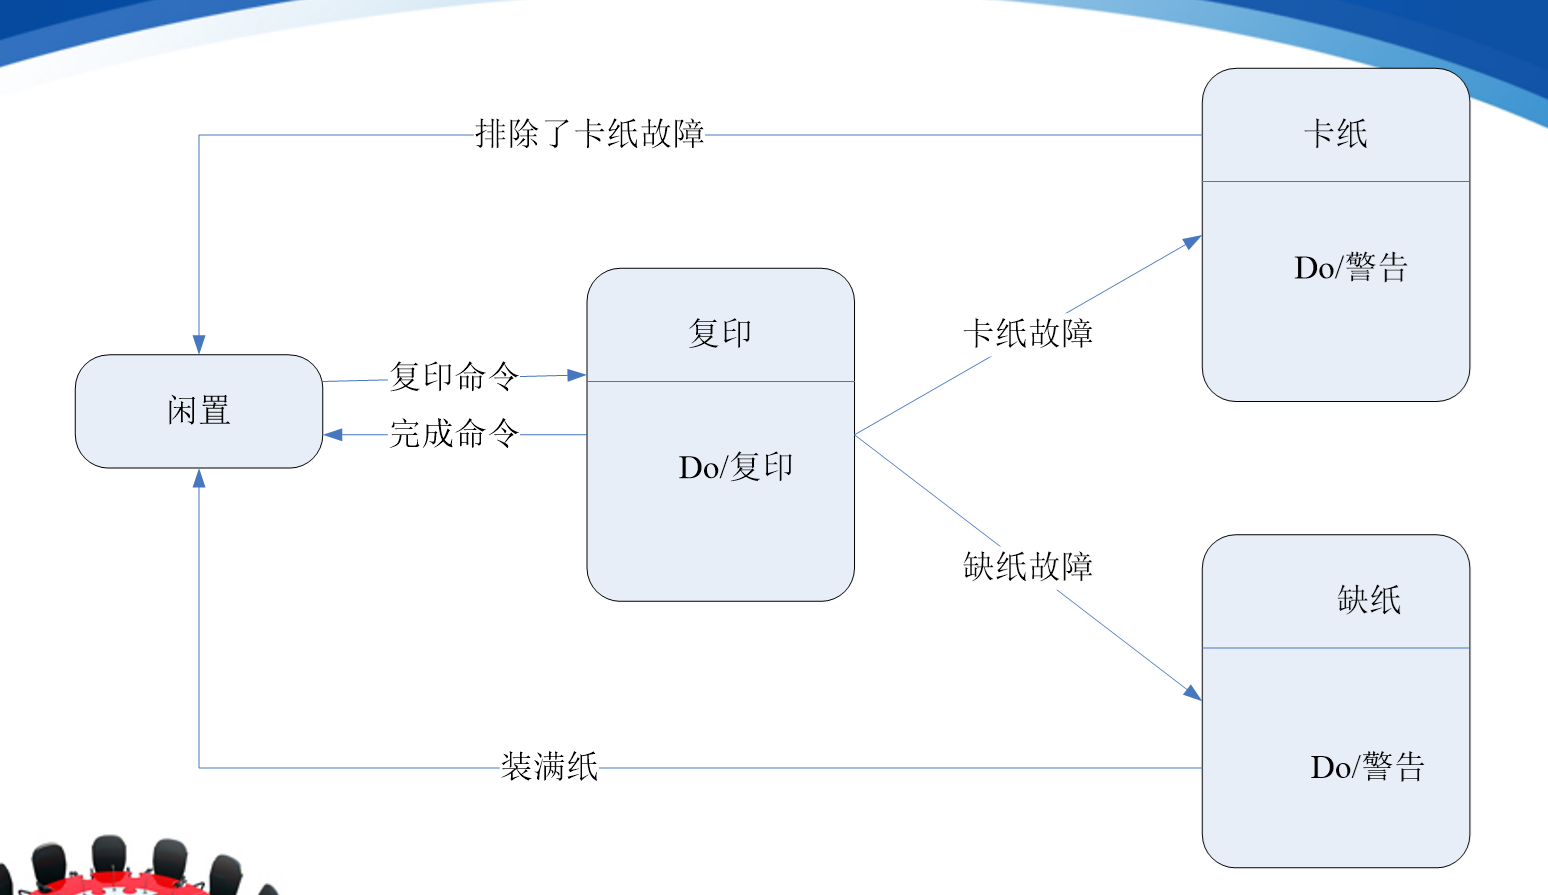 排除了卡纸故障
卡纸
Do/警告
复印
Do/复印
卡纸故障
闲置
复印命令
完成命令
缺纸故障
缺纸
Do/警告
装满纸